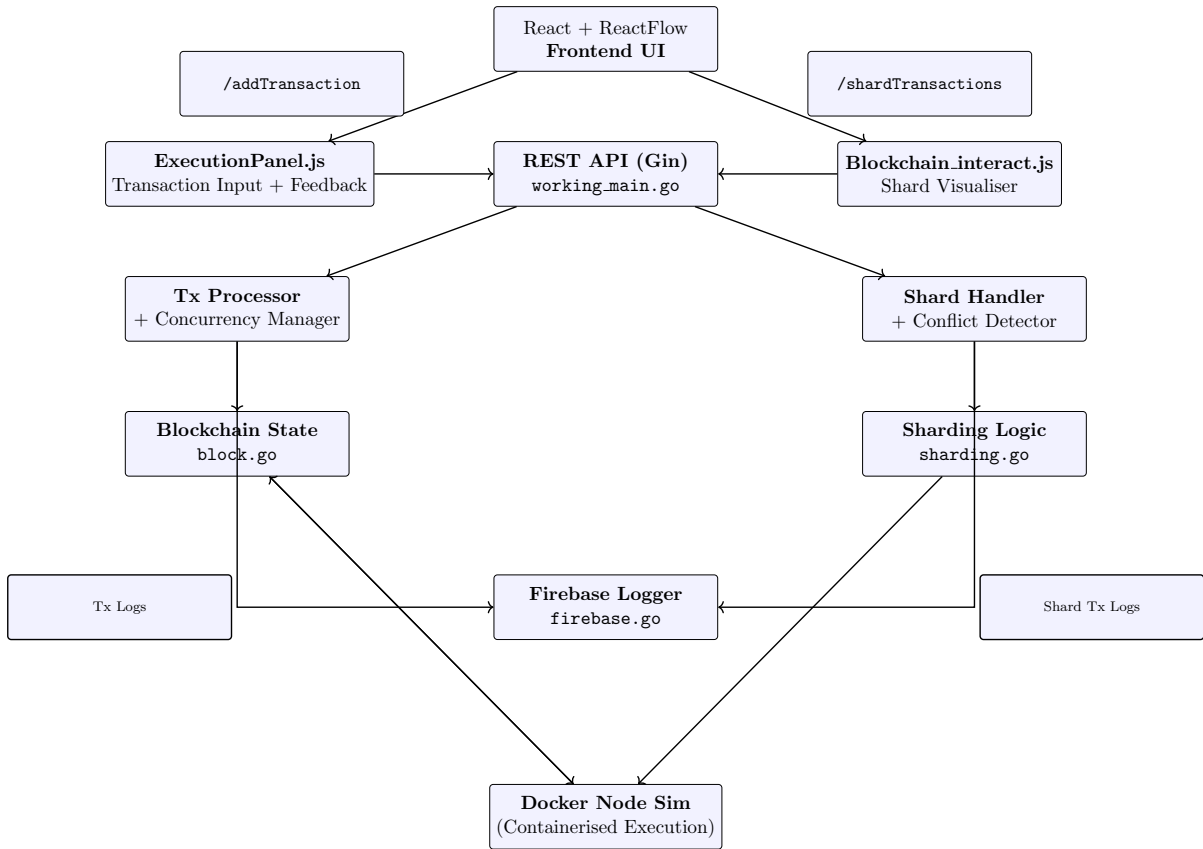 React + ReactFlow
Frontend UI
/addTransaction
/shardTransactions
ExecutionPanel.js
Transaction Input + Feedback
REST API (Gin)
working_main.go
Blockchain_interact.js
Shard Visualiser
Tx Processor
+ Concurrency Manager
Shard Handler
+ Conflict Detector
Blockchain State
block.go
Sharding Logic
sharding.go
Tx Logs
Firebase Logger
firebase.go
Shard Tx Logs
Docker Node Sim
(Containerised Execution)